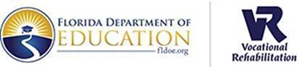 FLORIDA DEPARTMENT OF
EDUCATION
fldoe.org
VR
Vocational
Rehabilitation